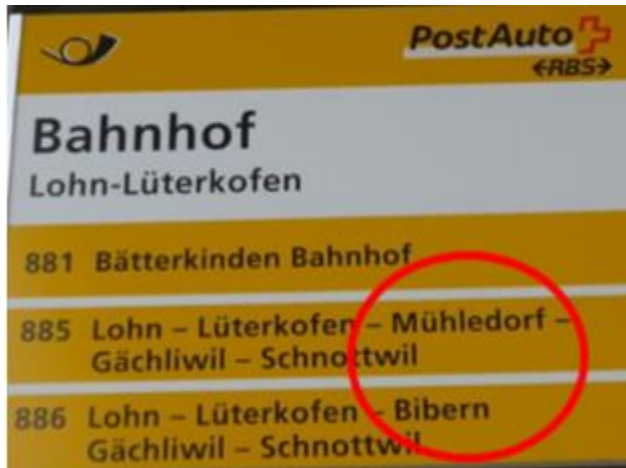 PostAuto
RBS
Bahnhof
Lohn-Lüterkofen
881 Bätterkinden Bahnhof
885 Lohn – Lüterkofen – Mühledorf –
Gächliwil – Schnottwil
886 Lohn – Lüterkofen – Bibern
Gächliwil – Schnottwil